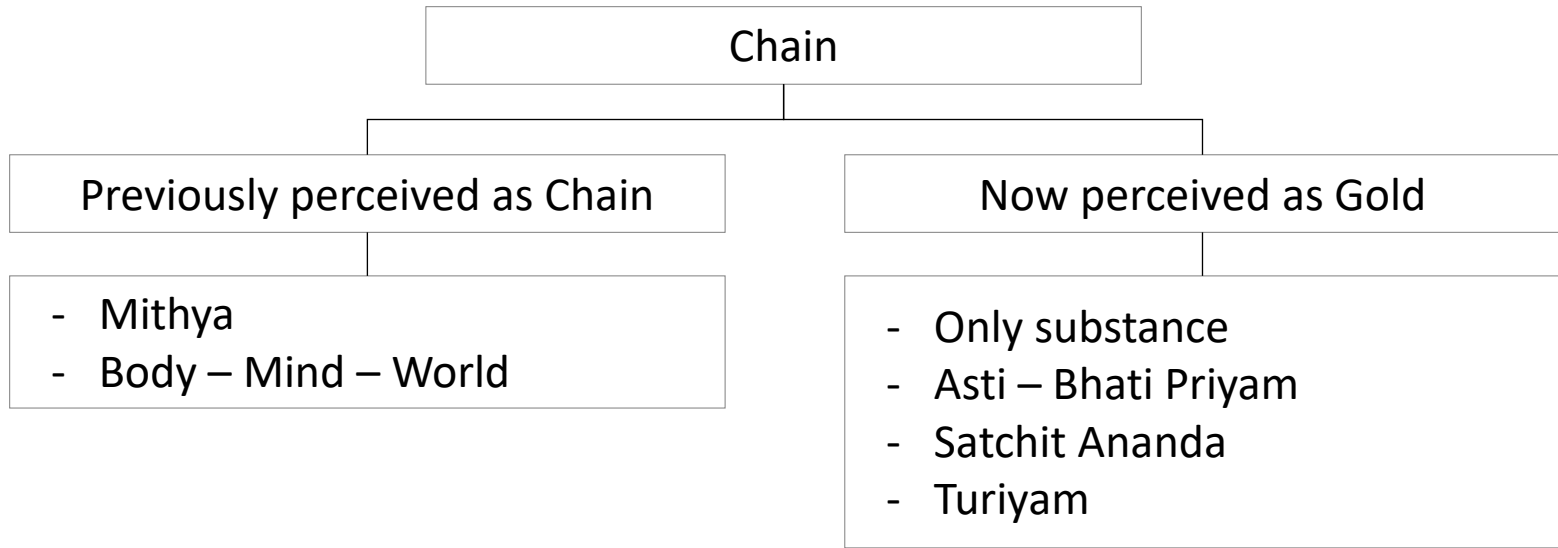 Chain
Previously perceived as Chain
- Mithya
- Body – Mind – World
Now perceived as Gold
- Only substance
- Asti – Bhati Priyam
- Satchit Ananda
- Turiyam